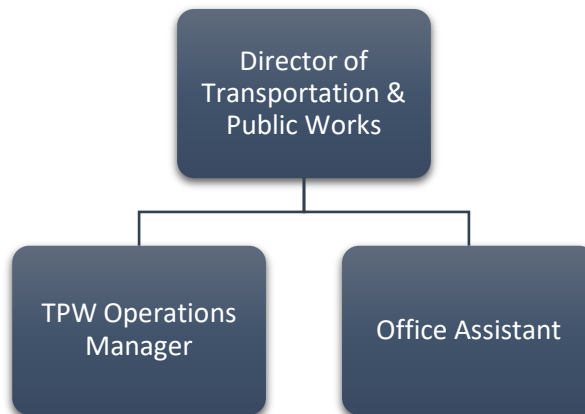 Director of
Transportation &
Public Works
TPW Operations
Manager
Office Assistant